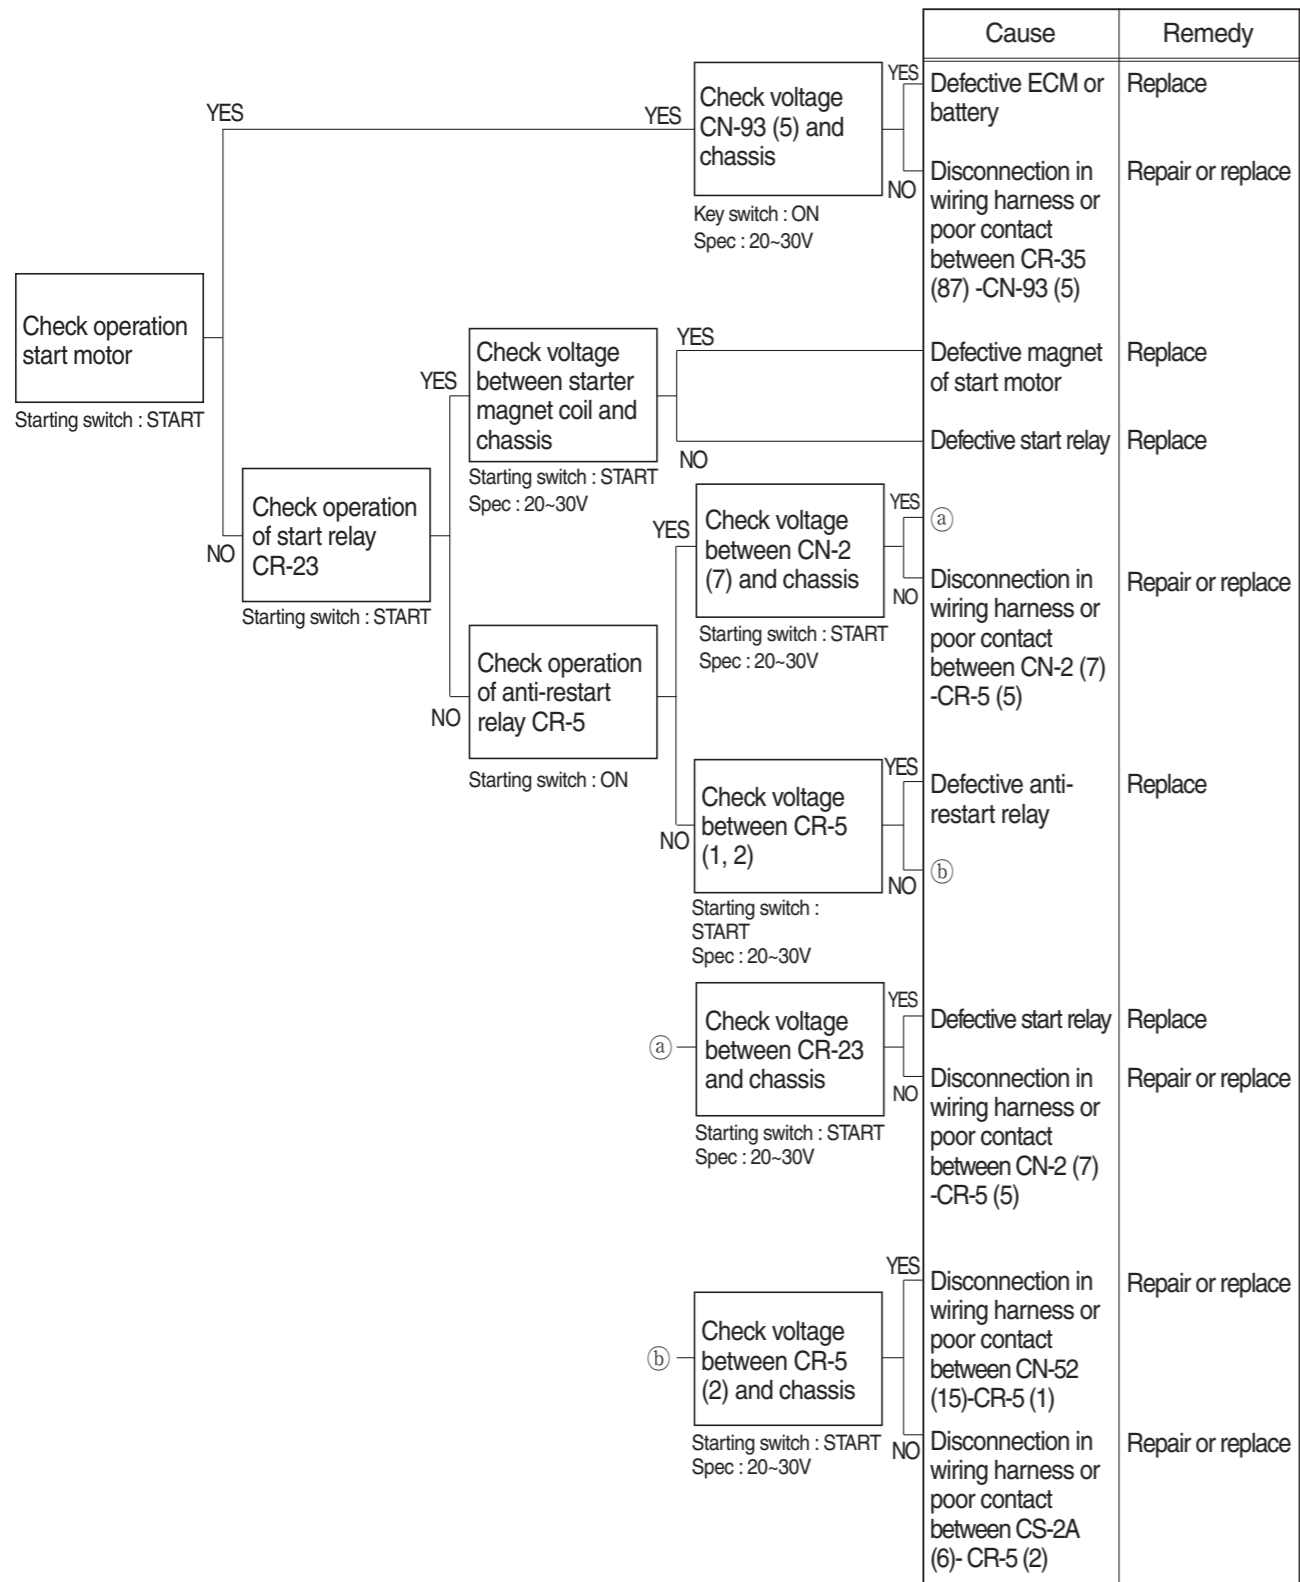 Cause
Remedy
YES
YES
Check voltage
CN-93 (5) and
chassis
Key switch : ON
Spec : 20~30V
YES
Defective ECM or
battery
Replace
NO
Disconnection in
wiring harness or
poor contact
between CR-35
(87) -CN-93 (5)
Repair or replace
Check operation
start motor
Starting switch : START
YES
Check voltage
between starter
magnet coil and
chassis
Starting switch : START
Spec : 20~30V
YES
Defective magnet
of start motor
Replace
NO
Defective start relay
Replace
NO
Check operation
of start relay
CR-23
Starting switch : START
YES
Check voltage
between CN-2
(7) and chassis
Starting switch : START
Spec : 20~30V
YES
ⓐ
NO
Disconnection in
wiring harness or
poor contact
between CN-2 (7)
-CR-5 (5)
Repair or replace
NO
Check operation
of anti-restart
relay CR-5
Starting switch : ON
NO
Check voltage
between CR-5
(1, 2)
Starting switch :
START
Spec : 20~30V
YES
Defective anti-
restart relay
Replace
NO
ⓑ
ⓐ
Check voltage
between CR-23
and chassis
Starting switch : START
Spec : 20~30V
YES
Defective start relay
Replace
NO
Disconnection in
wiring harness or
poor contact
between CN-2 (7)
-CR-5 (5)
Repair or replace
ⓑ
Check voltage
between CR-5
(2) and chassis
Starting switch : START
Spec : 20~30V
YES
Disconnection in
wiring harness or
poor contact
between CN-52
(15)-CR-5 (1)
Repair or replace
NO
Disconnection in
wiring harness or
poor contact
between CS-2A
(6)- CR-5 (2)
Repair or replace